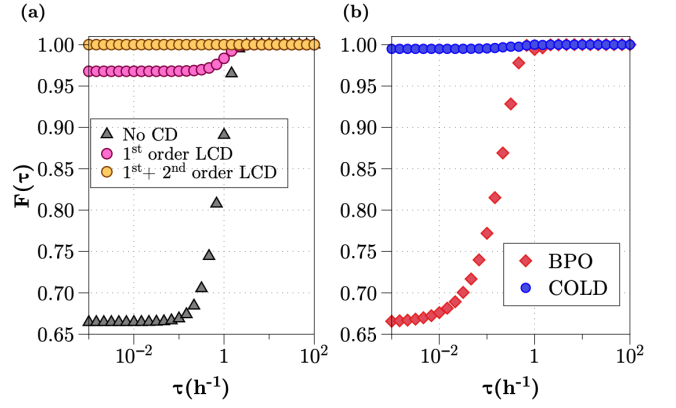 (a)
(b)
F(τ)
1.00
0.95
0.90
0.85
0.80
0.75
0.70
0.65
No CD
1st order LCD
1st+ 2nd order LCD
10-2
1
102
τ(h-1)
1.00
0.95
0.90
0.85
0.80
0.75
0.70
0.65
BPO
COLD
10-2
1
102
τ(h-1)